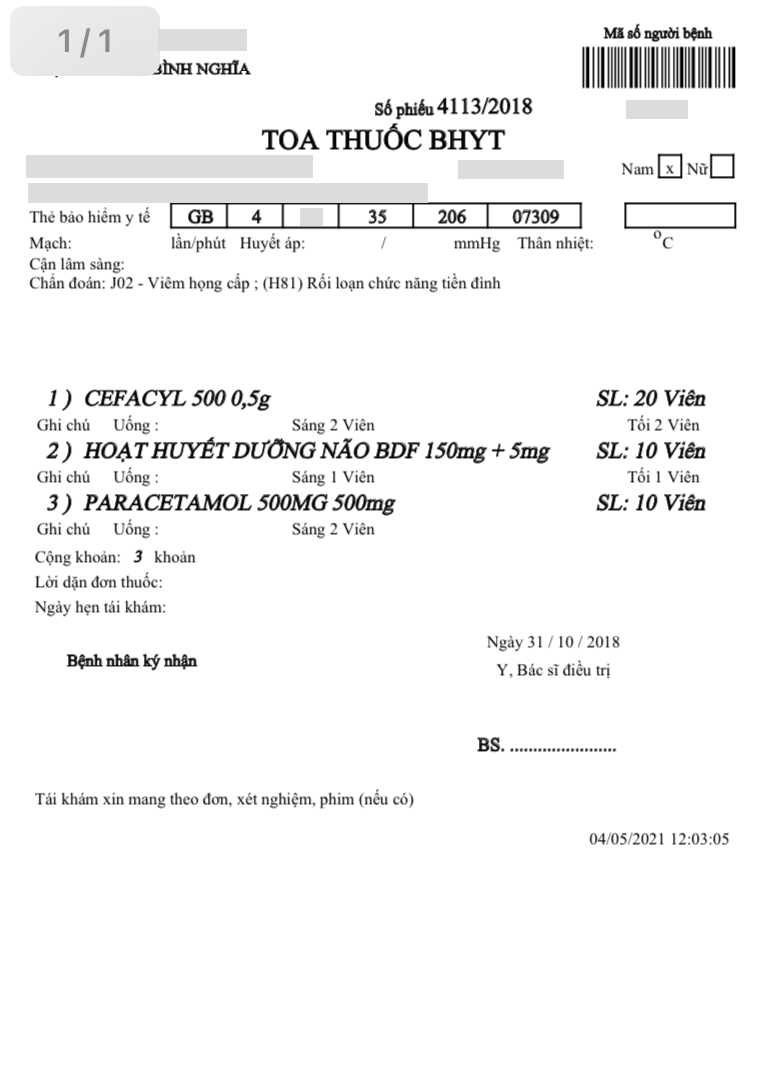 1/1
Mã số người bệnh
BÌNH NGHĨA
Số phiếu 4113/2018
TOA THUỐC BHYT
Nam x Nữ
Thẻ bảo hiểm y tế GB 4 35 206 07309
Mạch: lần/phút Huyết áp: / mmHg Thân nhiệt: °C
Cận lâm sàng:
Chẩn đoán: J02 - Viêm họng cấp ; (H81) Rối loạn chức năng tiền đình
1 ) CEFACYL 500 0,5g SL: 20 Viên
Ghi chú Uống : Sáng 2 Viên Tối 2 Viên
2 ) HOẠT HUYẾT DƯỠNG NÃO BDF 150mg + 5mg SL: 10 Viên
Ghi chú Uống : Sáng 1 Viên Tối 1 Viên
3 ) PARACETAMOL 500MG 500mg SL: 10 Viên
Ghi chú Uống : Sáng 2 Viên
Cộng khoản: 3 khoản
Lời dặn đơn thuốc:
Ngày hẹn tái khám:
Ngày 31 / 10 / 2018
Bệnh nhân ký nhận
Y, Bác sĩ điều trị
BS. .......................
Tái khám xin mang theo đơn, xét nghiệm, phim (nếu có)
04/05/2021 12:03:05